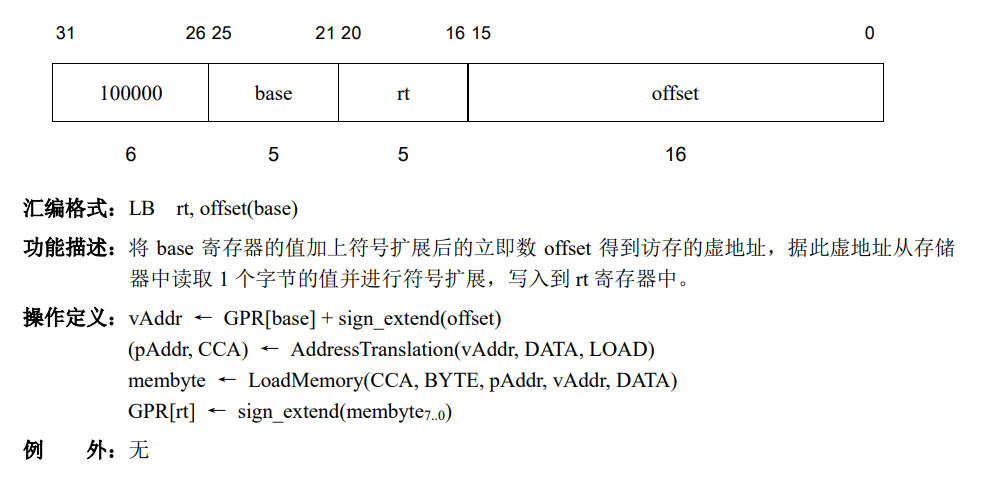 31 26 25 21 20 16 15 0
100000 base rt offset
6 5 5 16
汇编格式：LB rt, offset(base)
功能描述：将 base 寄存器的值加上符号扩展后的立即数 offset 得到访存的虚地址，据此虚地址从存储
器中读取 1 个字节的值并进行符号扩展，写入到 rt 寄存器中。
操作定义：vAddr ← GPR[base] + sign_extend(offset)
(pAddr, CCA) ← AddressTranslation(vAddr, DATA, LOAD)
membyte ← LoadMemory(CCA, BYTE, pAddr, vAddr, DATA)
GPR[rt] ← sign_extend(membyte7..0)
例 外：无